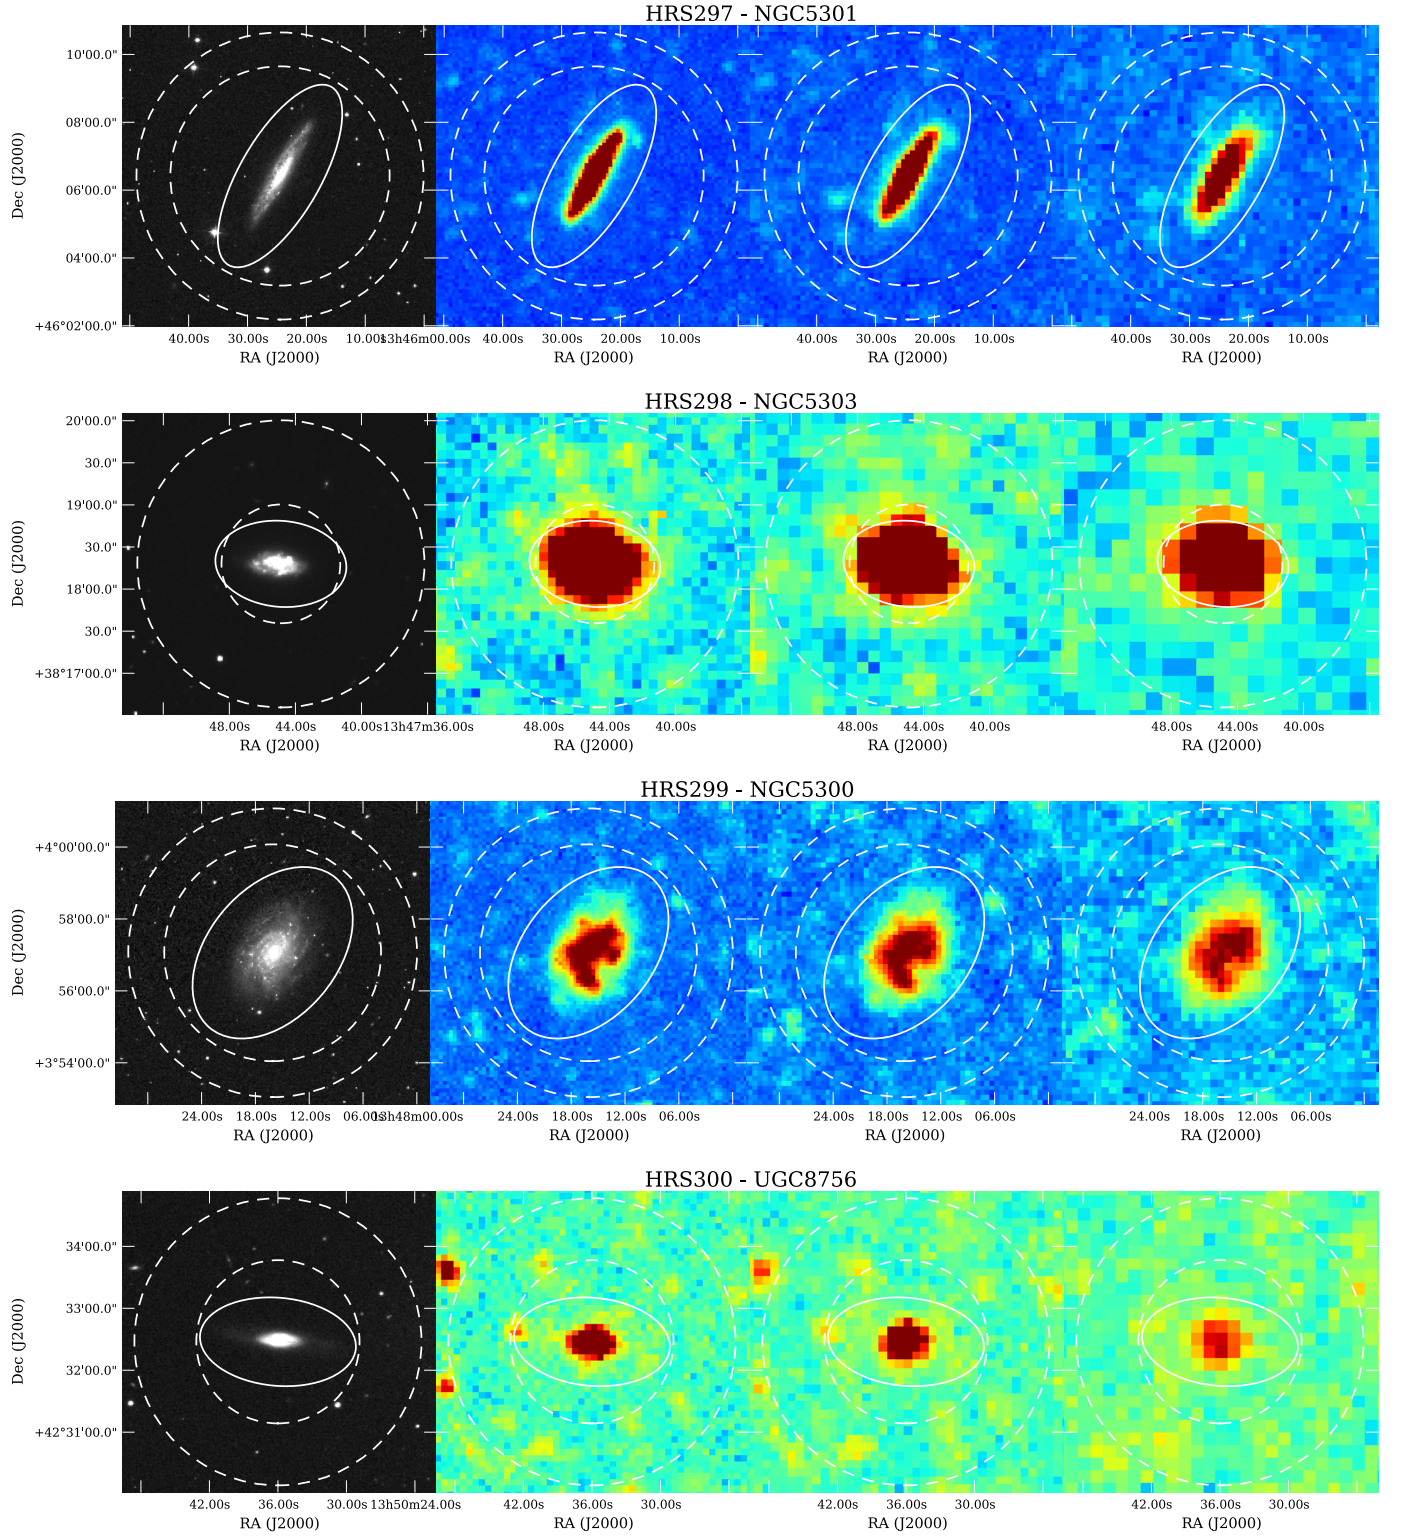 HRS297 - NGC5301
Dec (J2000)
10'00.0"
08'00.0"
06'00.0"
04'00.0"
+46°02'00.0"
40.00s 30.00s 20.00s 10.00s 13h46m00.00s 30.00s 20.00s 10.00s 40.00s 30.00s 20.00s 10.00s 40.00s 30.00s 20.00s 10.00s
RA (J2000) RA (J2000) RA (J2000) RA (J2000)
HRS298 - NGC5303
Dec (J2000)
20'00.0"
30.0"
19'00.0"
30.0"
18'00.0"
30.0"
+38°17'00.0"
48.00s 44.00s 40.00s 13h47m36.00s 48.00s 44.00s 40.00s 48.00s 44.00s 40.00s 48.00s 44.00s 40.00s
RA (J2000) RA (J2000) RA (J2000) RA (J2000)
HRS299 - NGC5300
Dec (J2000)
+4°00'00.0"
58'00.0"
56'00.0"
+3°54'00.0"
24.00s 18.00s 12.00s 06.00s 13h48m00.00s 24.00s 18.00s 12.00s 06.00s 24.00s 18.00s 12.00s 06.00s 24.00s 18.00s 12.00s 06.00s
RA (J2000) RA (J2000) RA (J2000) RA (J2000)
HRS300 - UGC8756
Dec (J2000)
34'00.0"
33'00.0"
32'00.0"
+42°31'00.0"
42.00s 36.00s 30.00s 13h50m24.00s 42.00s 36.00s 30.00s 42.00s 36.00s 30.00s 42.00s 36.00s 30.00s
RA (J2000) RA (J2000) RA (J2000) RA (J2000)